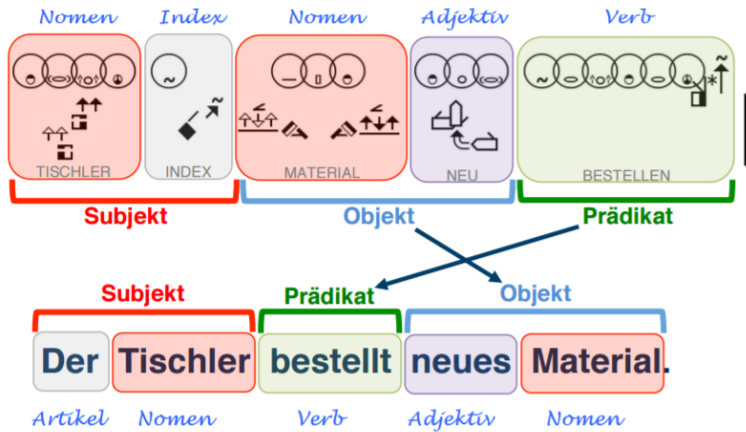 Nomen Index Nomen Adjektiv Verb
TISCHLER INDEX MATERIAL NEU BESTELLEN
Subjekt Objekt Prädikat
Subjekt Prädikat Objekt
Der Tischler bestellt neues Material.
Artikel Nomen Verb Adjektiv Nomen